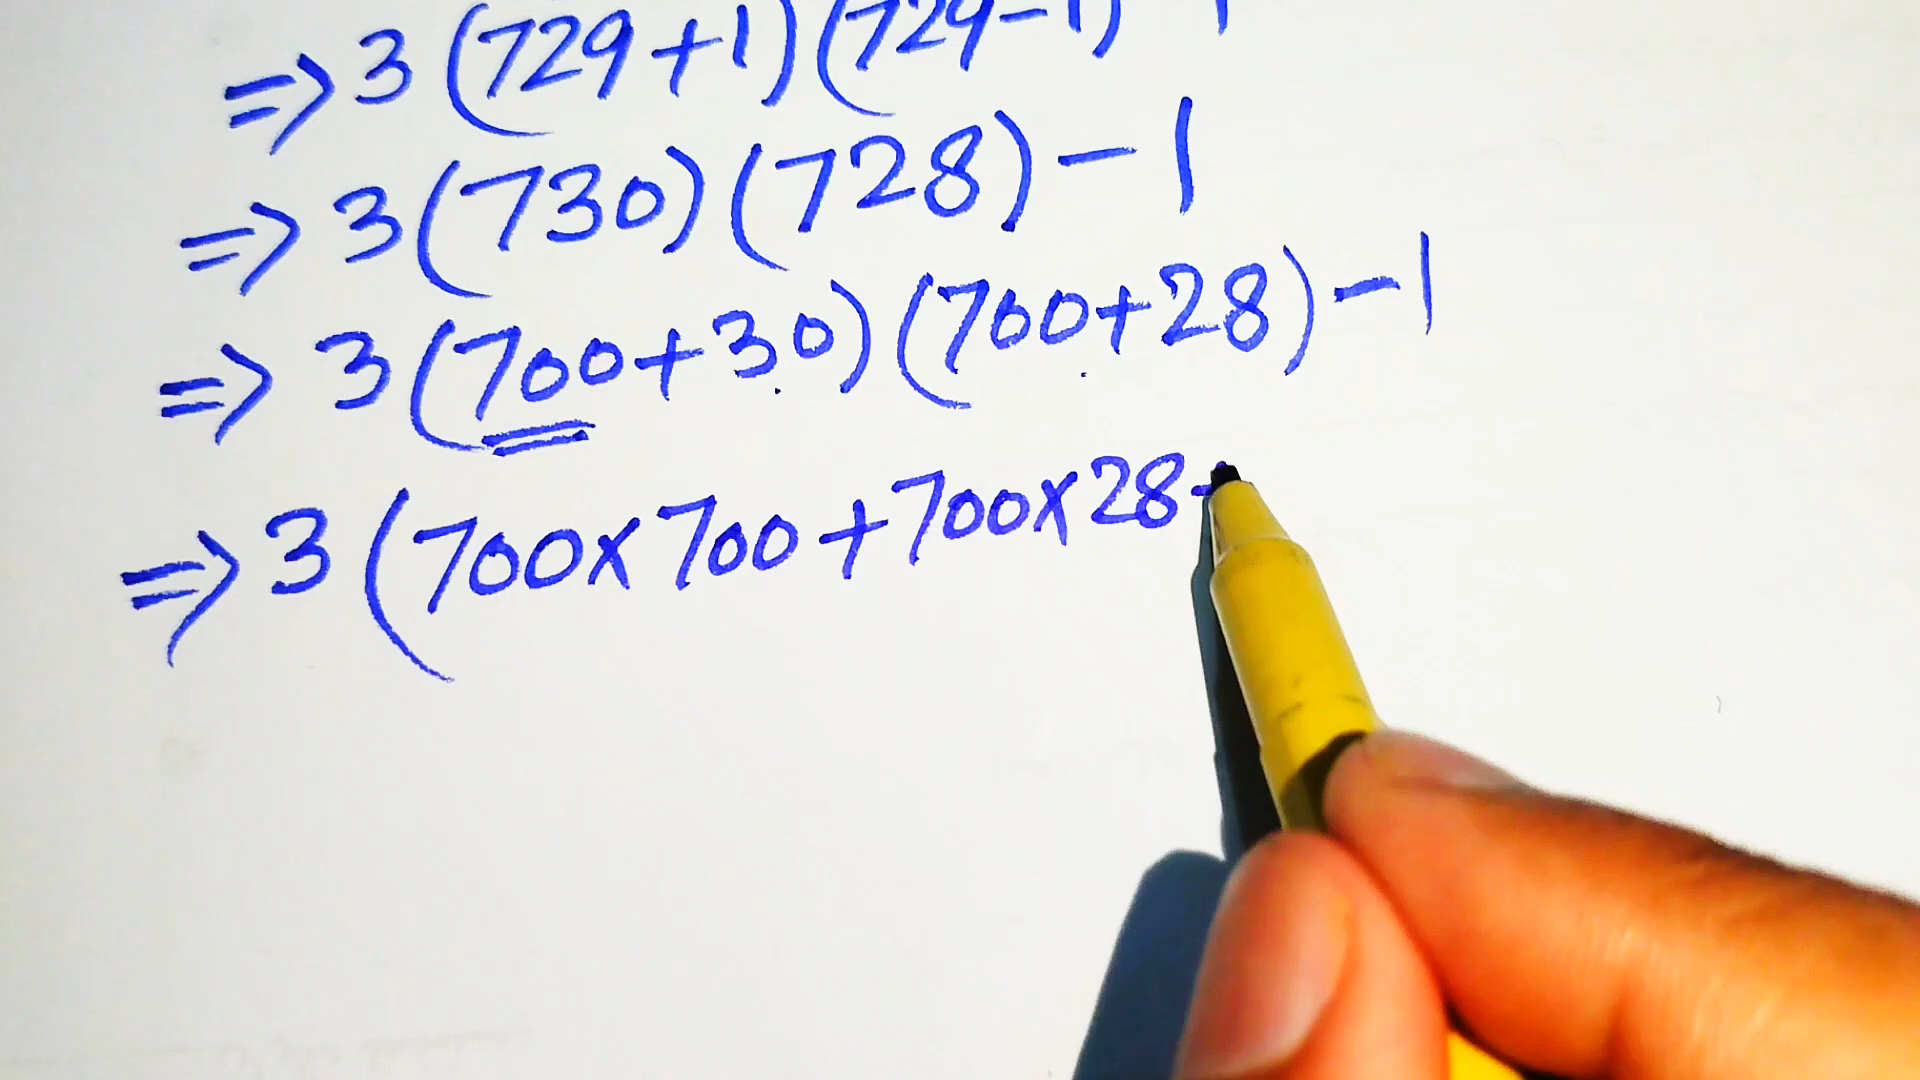 ⇒ 3(729+1)(729-1)-1
⇒ 3(730)(728)-1
⇒ 3(700+30)(700+28)-1
⇒ 3(700×700+700×28+